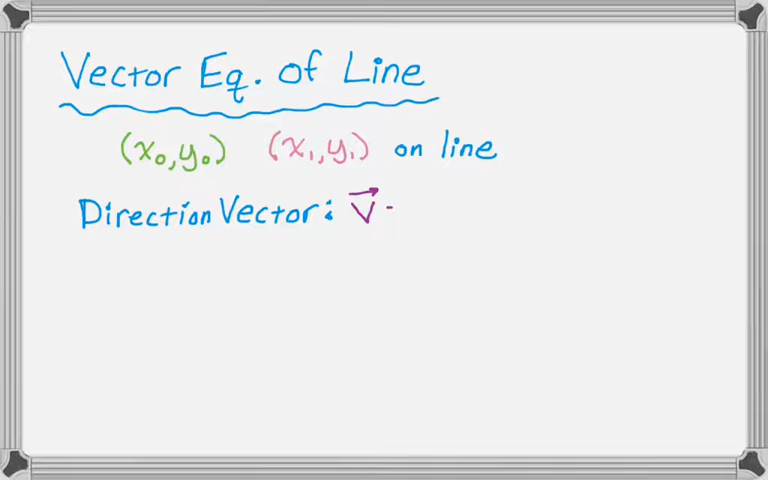 Vector Eq. of Line
(x₀,y₀) (x₁,y₁) on line
Direction Vector: v⃗ -